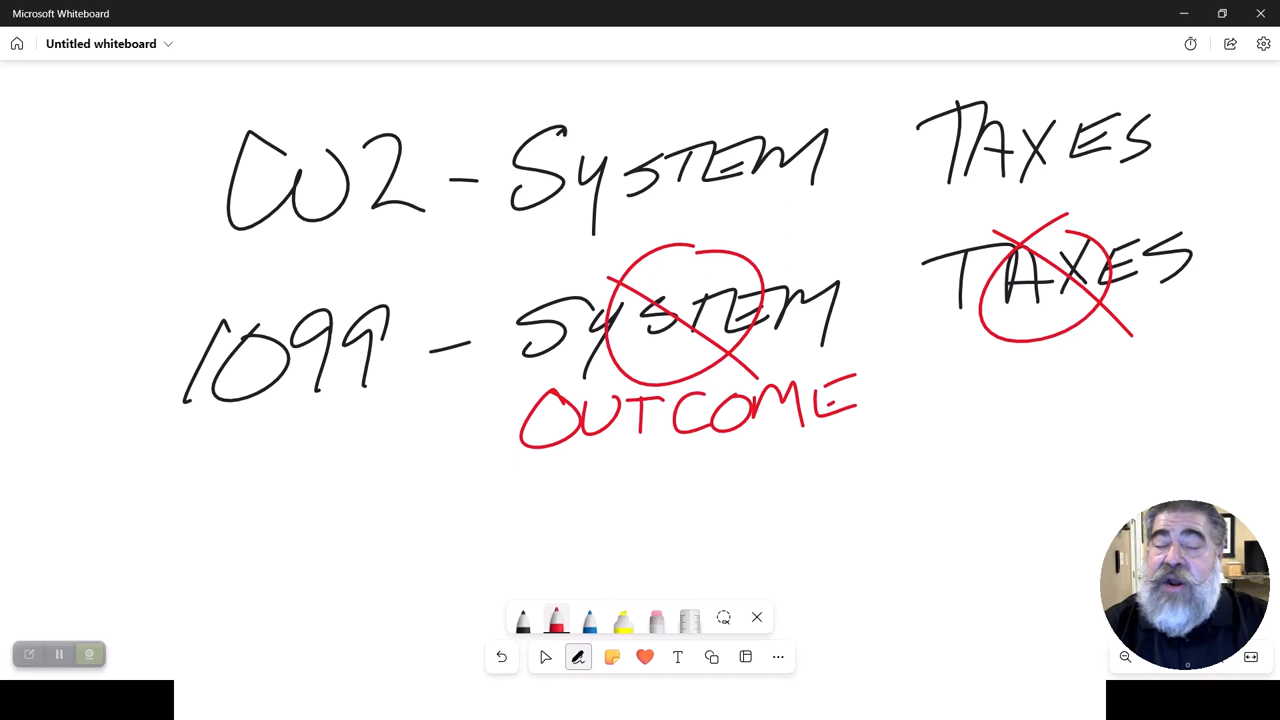 Microsoft Whiteboard
Untitled whiteboard
W2 - SYSTEM TAXES
1099 - SYSTEM TAXES
OUTCOME